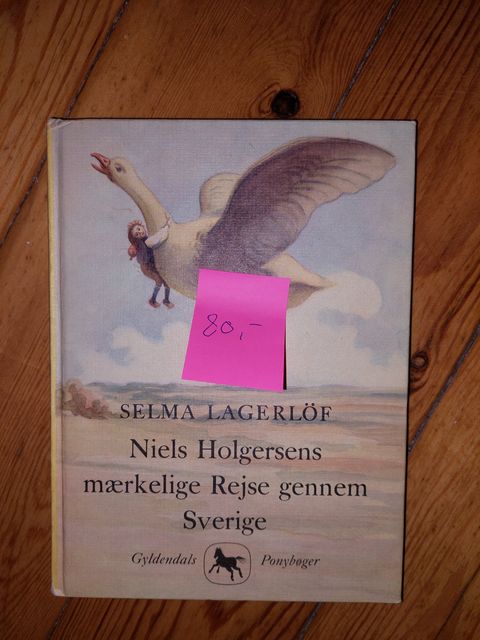 80,-
SELMA LAGERLÖF
Niels Holgersens
mærkelige Rejse gennem
Sverige
Gyldendals Ponybøger